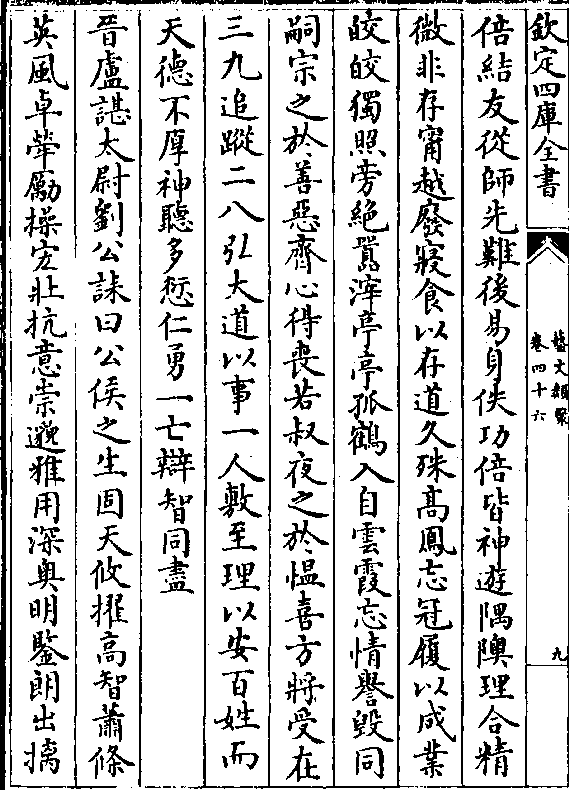 欽定四庫全書
藝文類聚
卷四十六
九
倍結友從師先難後易身佚功倍皆神遊隅隩理合精
微非存甯越廢寢食以存道久殊高鳳忘冠履以成業
皎皎獨照旁絶嚚滓亭亭孤鶴入自雲霞忘情譽毁同
嗣宗之於善惡齊心得喪若叔夜之於愠喜方將受在
三九追蹤二八弘大道以事一人敷至理以安百姓而
天德不厚神聽多愆仁勇一亡辯智同盡
晉盧諶太尉劉公誄曰公侯之生固天攸擢高智蕭條
英風卓犖勵操宏壯抗意崇邈雅用深奥明鑒朗出摛